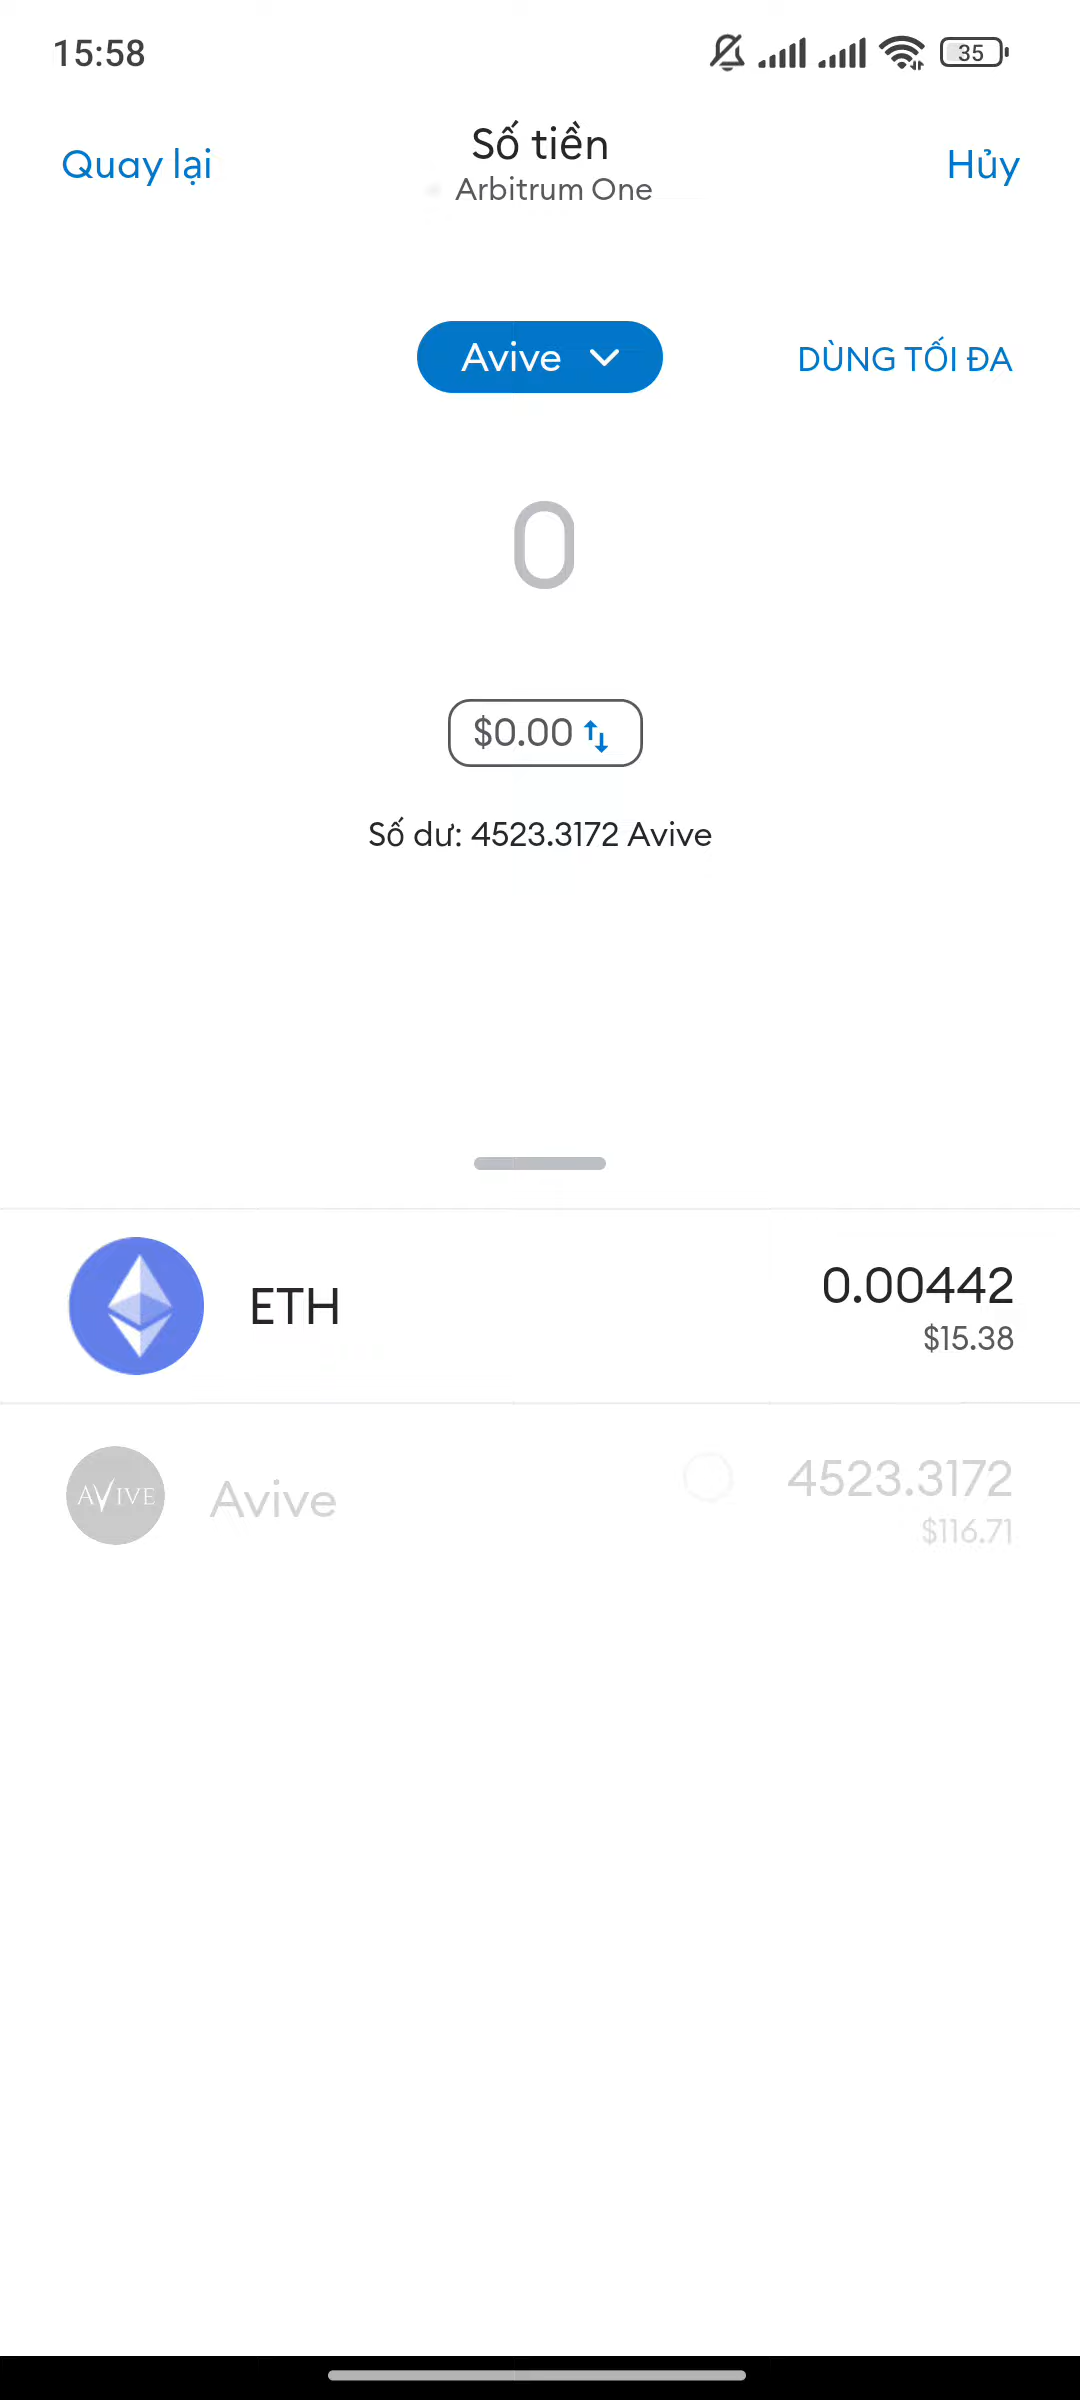 15:58
35
Quay lại
Số tiền
Hủy
Arbitrum One
Avive
DÙNG TỐI ĐA
0
$0.00
Số dư: 4523.3172 Avive
ETH
0.00442
$15.38
AVIVE
Avive
4523.3172
$116.71